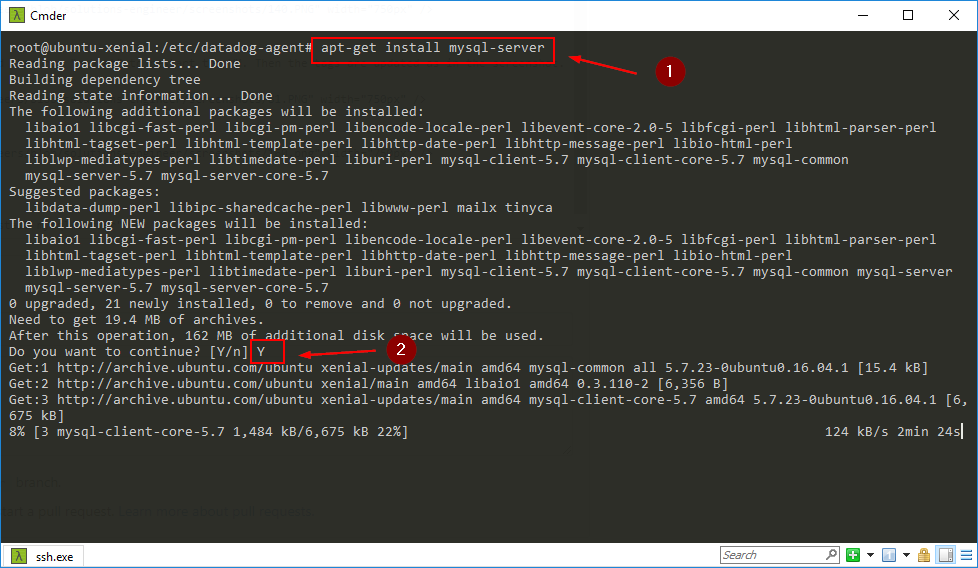 Cmder
root@ubuntu-xenial:/etc/datadog-agent# apt-get install mysql-server
1
Reading package lists... Done
Building dependency tree
Reading state information... Done
The following additional packages will be installed:
  libaio1 libcgi-fast-perl libcgi-pm-perl libencode-locale-perl libevent-core-2.0-5 libfcgi-perl libhtml-parser-perl
  libhtml-tagset-perl libhtml-template-perl libhttp-date-perl libhttp-message-perl libio-html-perl
  liblwp-mediatypes-perl libtimedate-perl liburi-perl mysql-client-5.7 mysql-client-core-5.7 mysql-common
  mysql-server-5.7 mysql-server-core-5.7
Suggested packages:
  libdata-dump-perl libipc-sharedcache-perl libwww-perl mailx tinyca
The following NEW packages will be installed:
  libaio1 libcgi-fast-perl libcgi-pm-perl libencode-locale-perl libevent-core-2.0-5 libfcgi-perl libhtml-parser-perl
  libhtml-tagset-perl libhtml-template-perl libhttp-date-perl libhttp-message-perl libio-html-perl
  liblwp-mediatypes-perl libtimedate-perl liburi-perl mysql-client-5.7 mysql-client-core-5.7 mysql-common mysql-server
  mysql-server-5.7 mysql-server-core-5.7
0 upgraded, 21 newly installed, 0 to remove and 0 not upgraded.
Need to get 19.4 MB of archives.
After this operation, 162 MB of additional disk space will be used.
Do you want to continue? [Y/n] Y
2
Get:1 http://archive.ubuntu.com/ubuntu xenial-updates/main amd64 mysql-common all 5.7.23-0ubuntu0.16.04.1 [15.4 kB]
Get:2 http://archive.ubuntu.com/ubuntu xenial/main amd64 libaio1 amd64 0.3.110-2 [6,356 B]
Get:3 http://archive.ubuntu.com/ubuntu xenial-updates/main amd64 mysql-client-core-5.7 amd64 5.7.23-0ubuntu0.16.04.1 [6,
675 kB]
8% [3 mysql-client-core-5.7 1,484 kB/6,675 kB 22%] 124 kB/s 2min 24s
branch
ssh.exe
Search